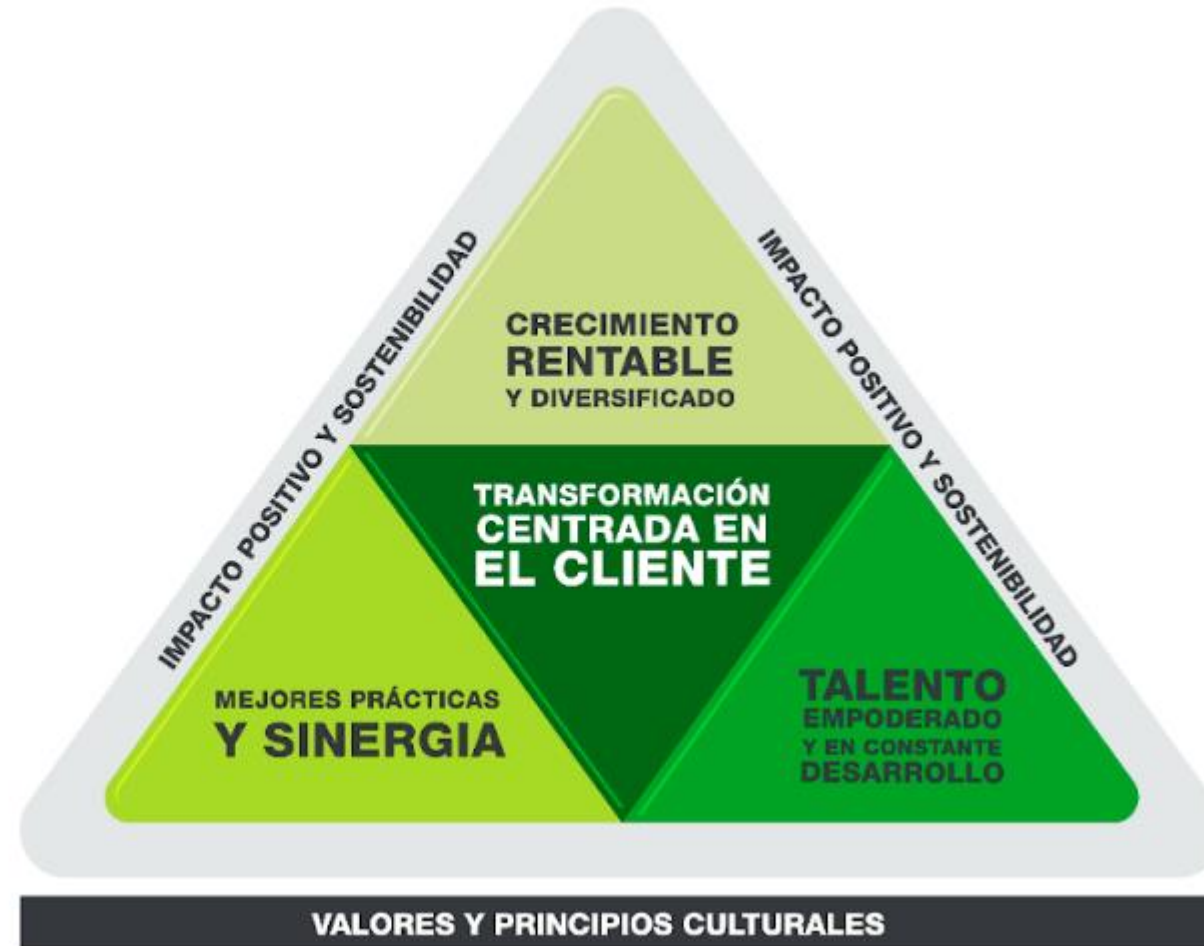 IMPACTO POSITIVO Y SOSTENIBILIDAD
IMPACTO POSITIVO Y SOSTENIBILIDAD
CRECIMIENTO
RENTABLE
Y DIVERSIFICADO
TRANSFORMACIÓN
CENTRADA EN
EL CLIENTE
MEJORES PRÁCTICAS
Y SINERGIA
TALENTO
EMPODERADO
Y EN CONSTANTE
DESARROLLO
VALORES Y PRINCIPIOS CULTURALES